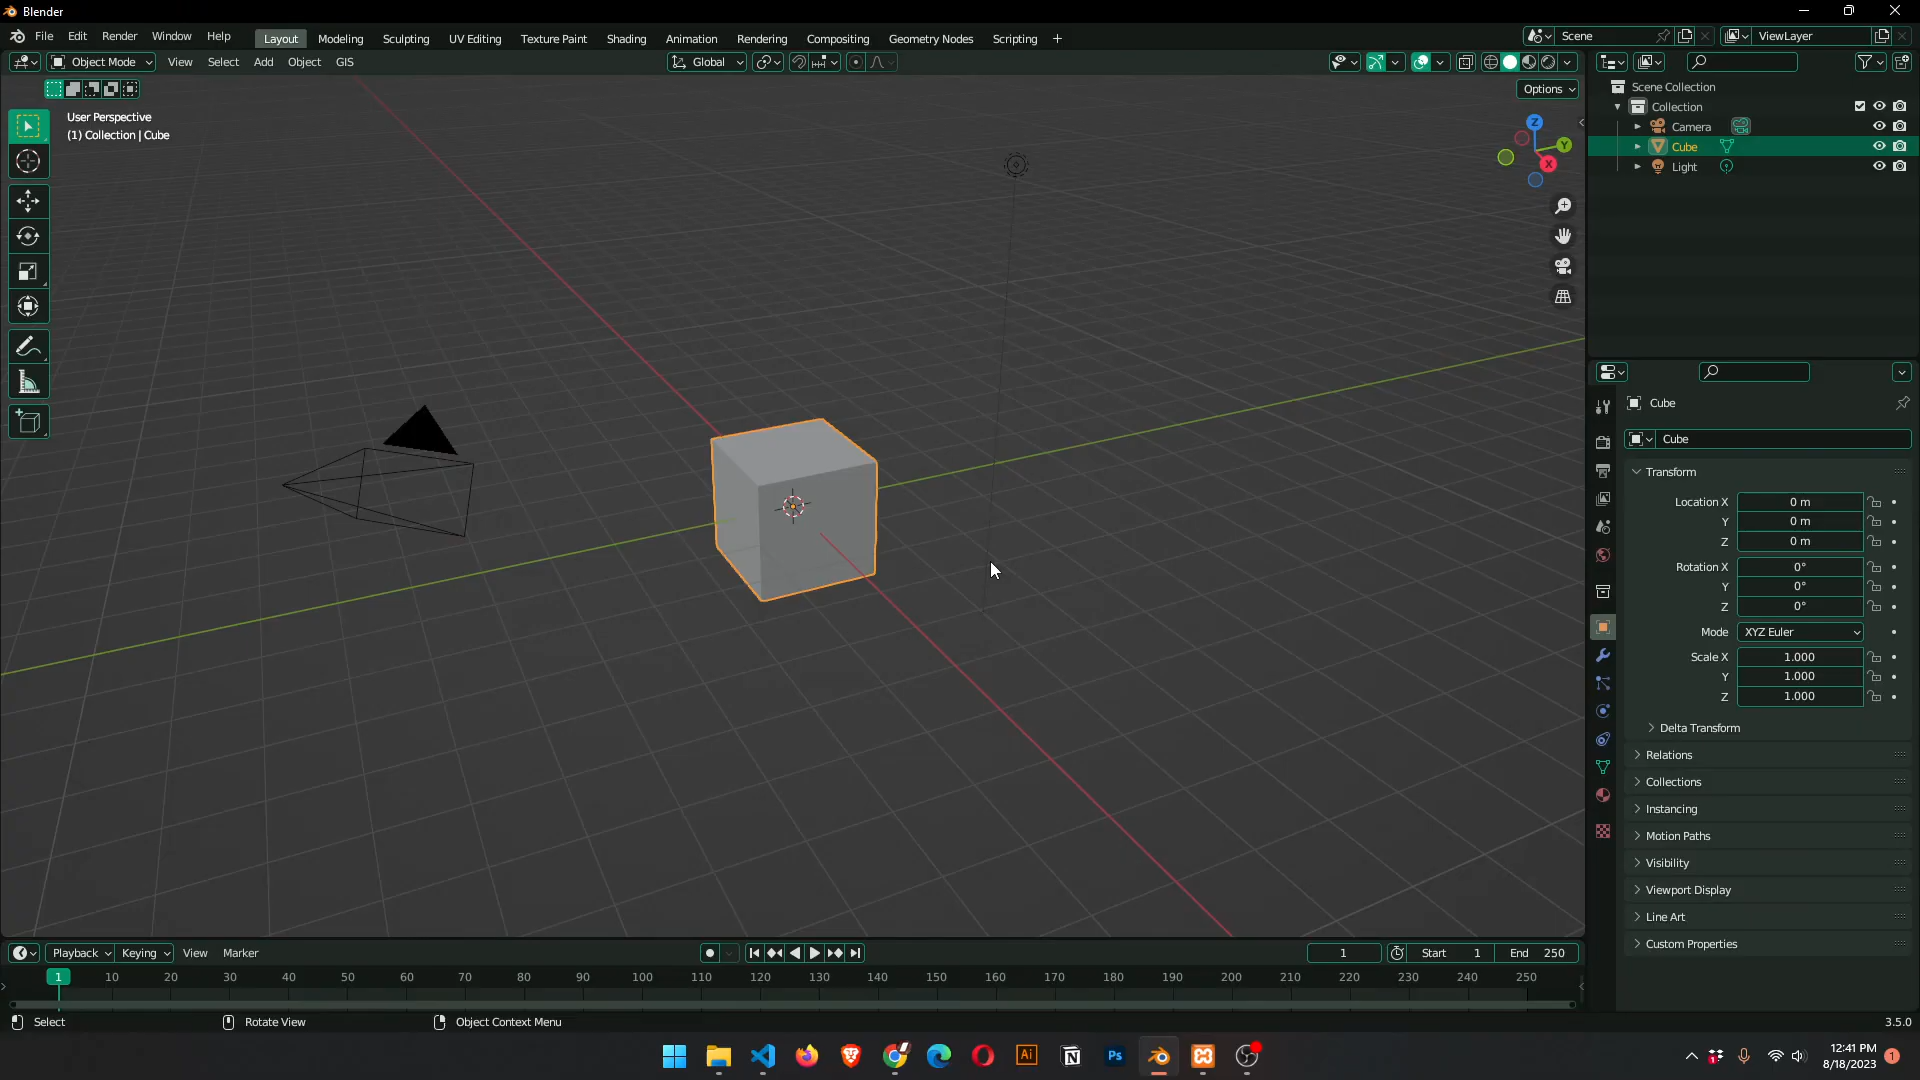 Blender
File Edit Render Window Help Layout Modeling Sculpting UV Editing Texture Paint Shading Animation Rendering Compositing Geometry Nodes Scripting + Scene ViewLayer
Object Mode View Select Add Object GIS Global
Options
User Perspective
(1) Collection | Cube
Z
Y
X
Scene Collection
Collection
Camera
Cube
Light
Cube
Cube
Transform
Location X 0 m
Y 0 m
Z 0 m
Rotation X 0°
Y 0°
Z 0°
Mode XYZ Euler
Scale X 1.000
Y 1.000
Z 1.000
Delta Transform
Relations
Collections
Instancing
Motion Paths
Visibility
Viewport Display
Line Art
Custom Properties
Playback Keying View Marker 1 Start 1 End 250
1 10 20 30 40 50 60 70 80 90 100 110 120 130 140 150 160 170 180 190 200 210 220 230 240 250
Select Rotate View Object Context Menu 3.5.0
Ai N Ps
12:41 PM
8/18/2023 1